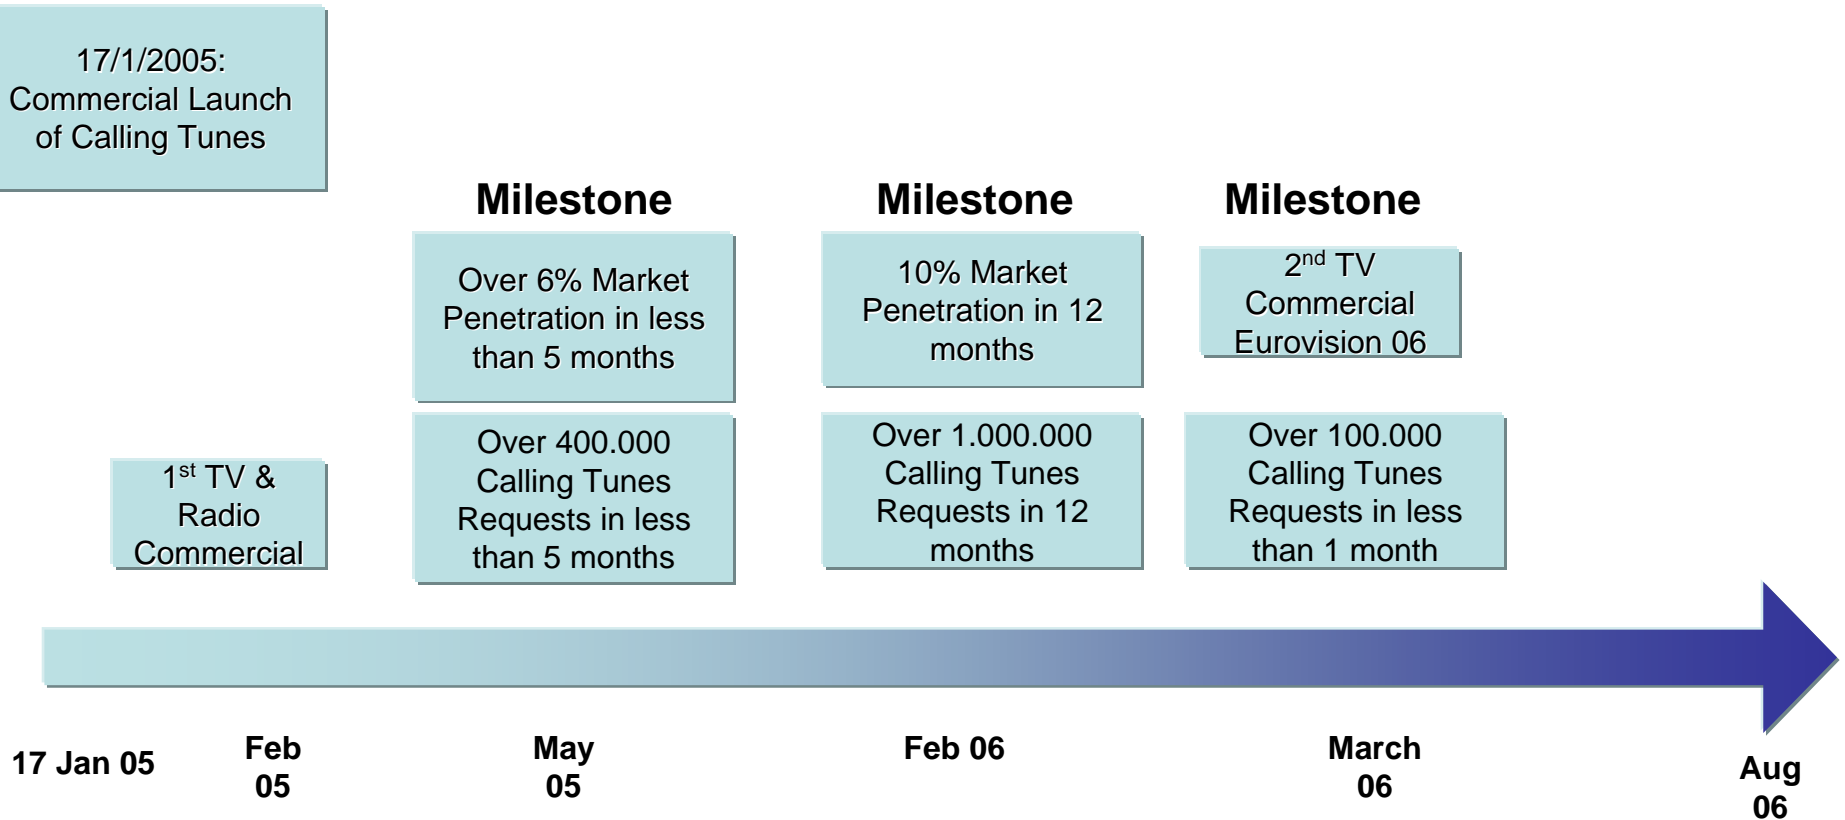 17/1/2005:
Commercial Launch
of Calling Tunes
Milestone
Over 6% Market
Penetration in less
than 5 months
Milestone
10% Market
Penetration in 12
months
Milestone
2nd TV
Commercial
Eurovision 06
1st TV &
Radio
Commercial
Over 400.000
Calling Tunes
Requests in less
than 5 months
Over 1.000.000
Calling Tunes
Requests in 12
months
Over 100.000
Calling Tunes
Requests in less
than 1 month
17 Jan 05
Feb
05
May
05
Feb 06
March
06
Aug
06